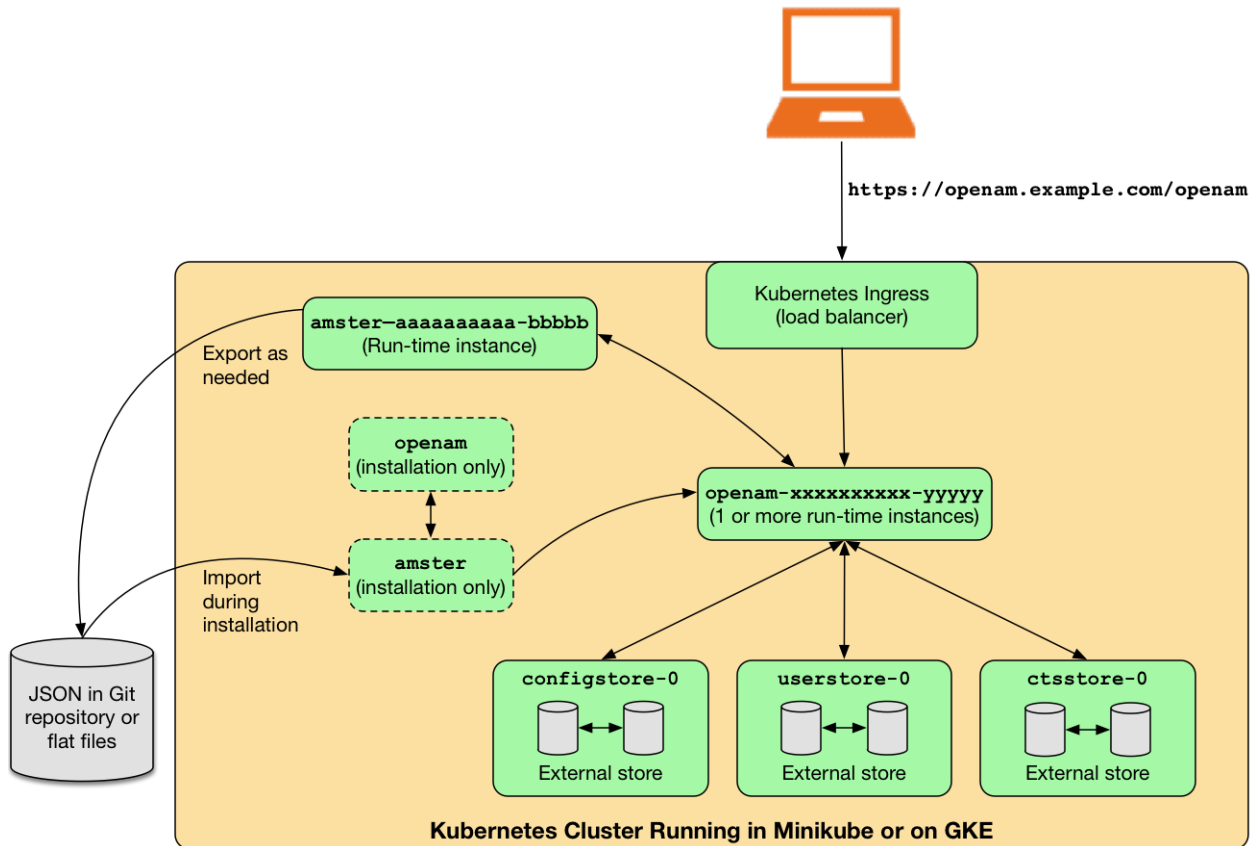 https://openam.example.com/openam
Kubernetes Ingress
(load balancer)
amster—aaaaaaaaaa-bbbbb
(Run-time instance)
Export as
needed
openam
(installation only)
openam-xxxxxxxxxx-yyyyy
(1 or more run-time instances)
amster
(installation only)
Import
during
installation
JSON in Git
repository or
flat files
configstore-0
External store
userstore-0
External store
ctsstore-0
External store
Kubernetes Cluster Running in Minikube or on GKE